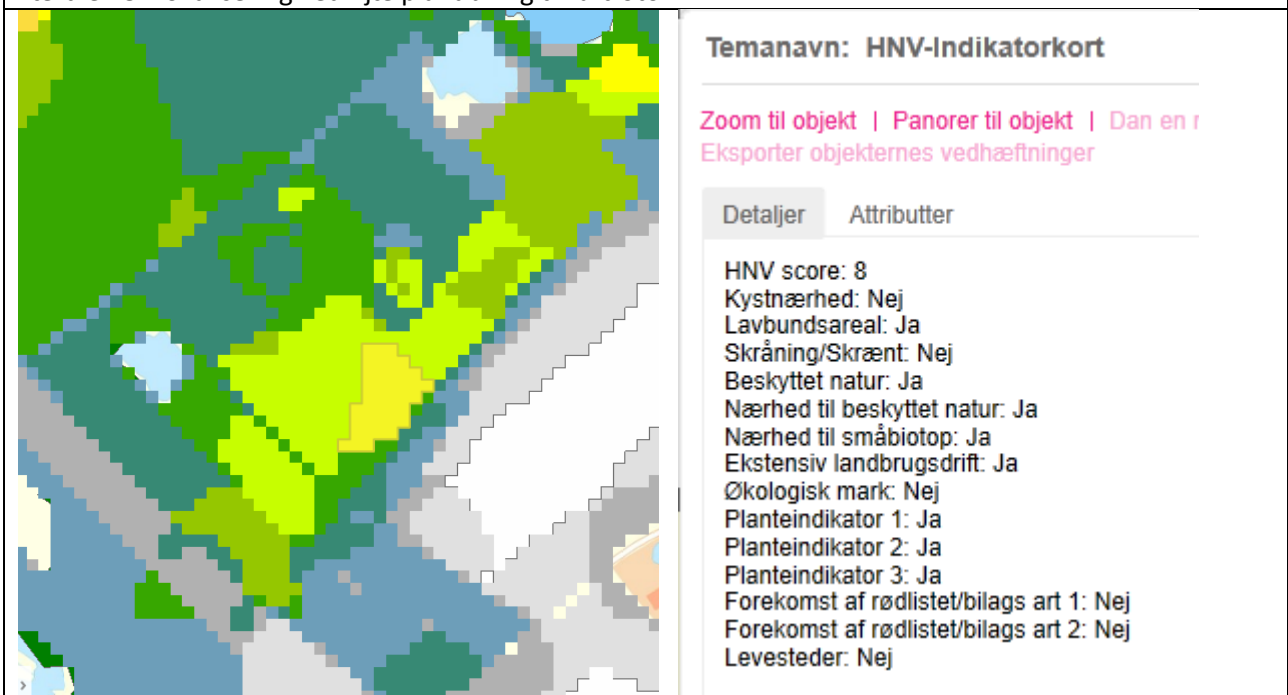 Temanavn: HNV-Indikatorkort
Zoom til objekt | Panorer til objekt | Dan en r
Eksporter objekternes vedhæftninger
Detaljer Attributter
HNV score: 8
Kystnærhed: Nej
Lavbundsareal: Ja
Skråning/Skrænt: Nej
Beskyttet natur: Ja
Nærhed til beskyttet natur: Ja
Nærhed til småbiotop: Ja
Ekstensiv landbrugsdrift: Ja
Økologisk mark: Nej
Planteindikator 1: Ja
Planteindikator 2: Ja
Planteindikator 3: Ja
Forekomst af rødlistet/bilags art 1: Nej
Forekomst af rødlistet/bilags art 2: Nej
Levesteder: Nej